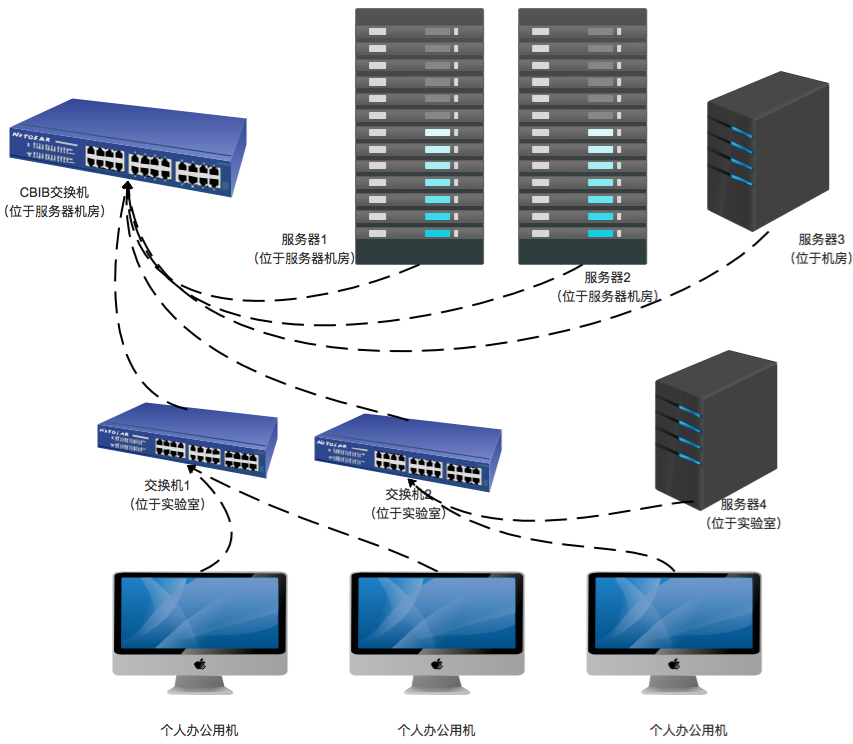 NETGEAR
CBIB交换机
(位于服务器机房)
服务器1
(位于服务器机房)
服务器2
(位于服务器机房)
服务器3
(位于机房)
NETGEAR
交换机1
(位于实验室)
NETGEAR
交换机2
(位于实验室)
服务器4
(位于实验室)
个人办公用机
个人办公用机
个人办公用机